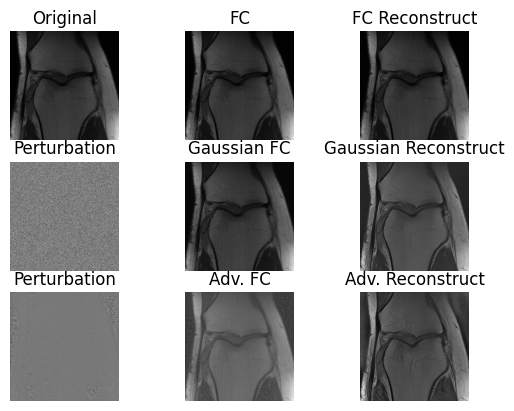 Original FC FC Reconstruct
Perturbation Gaussian FC Gaussian Reconstruct
Perturbation Adv. FC Adv. Reconstruct